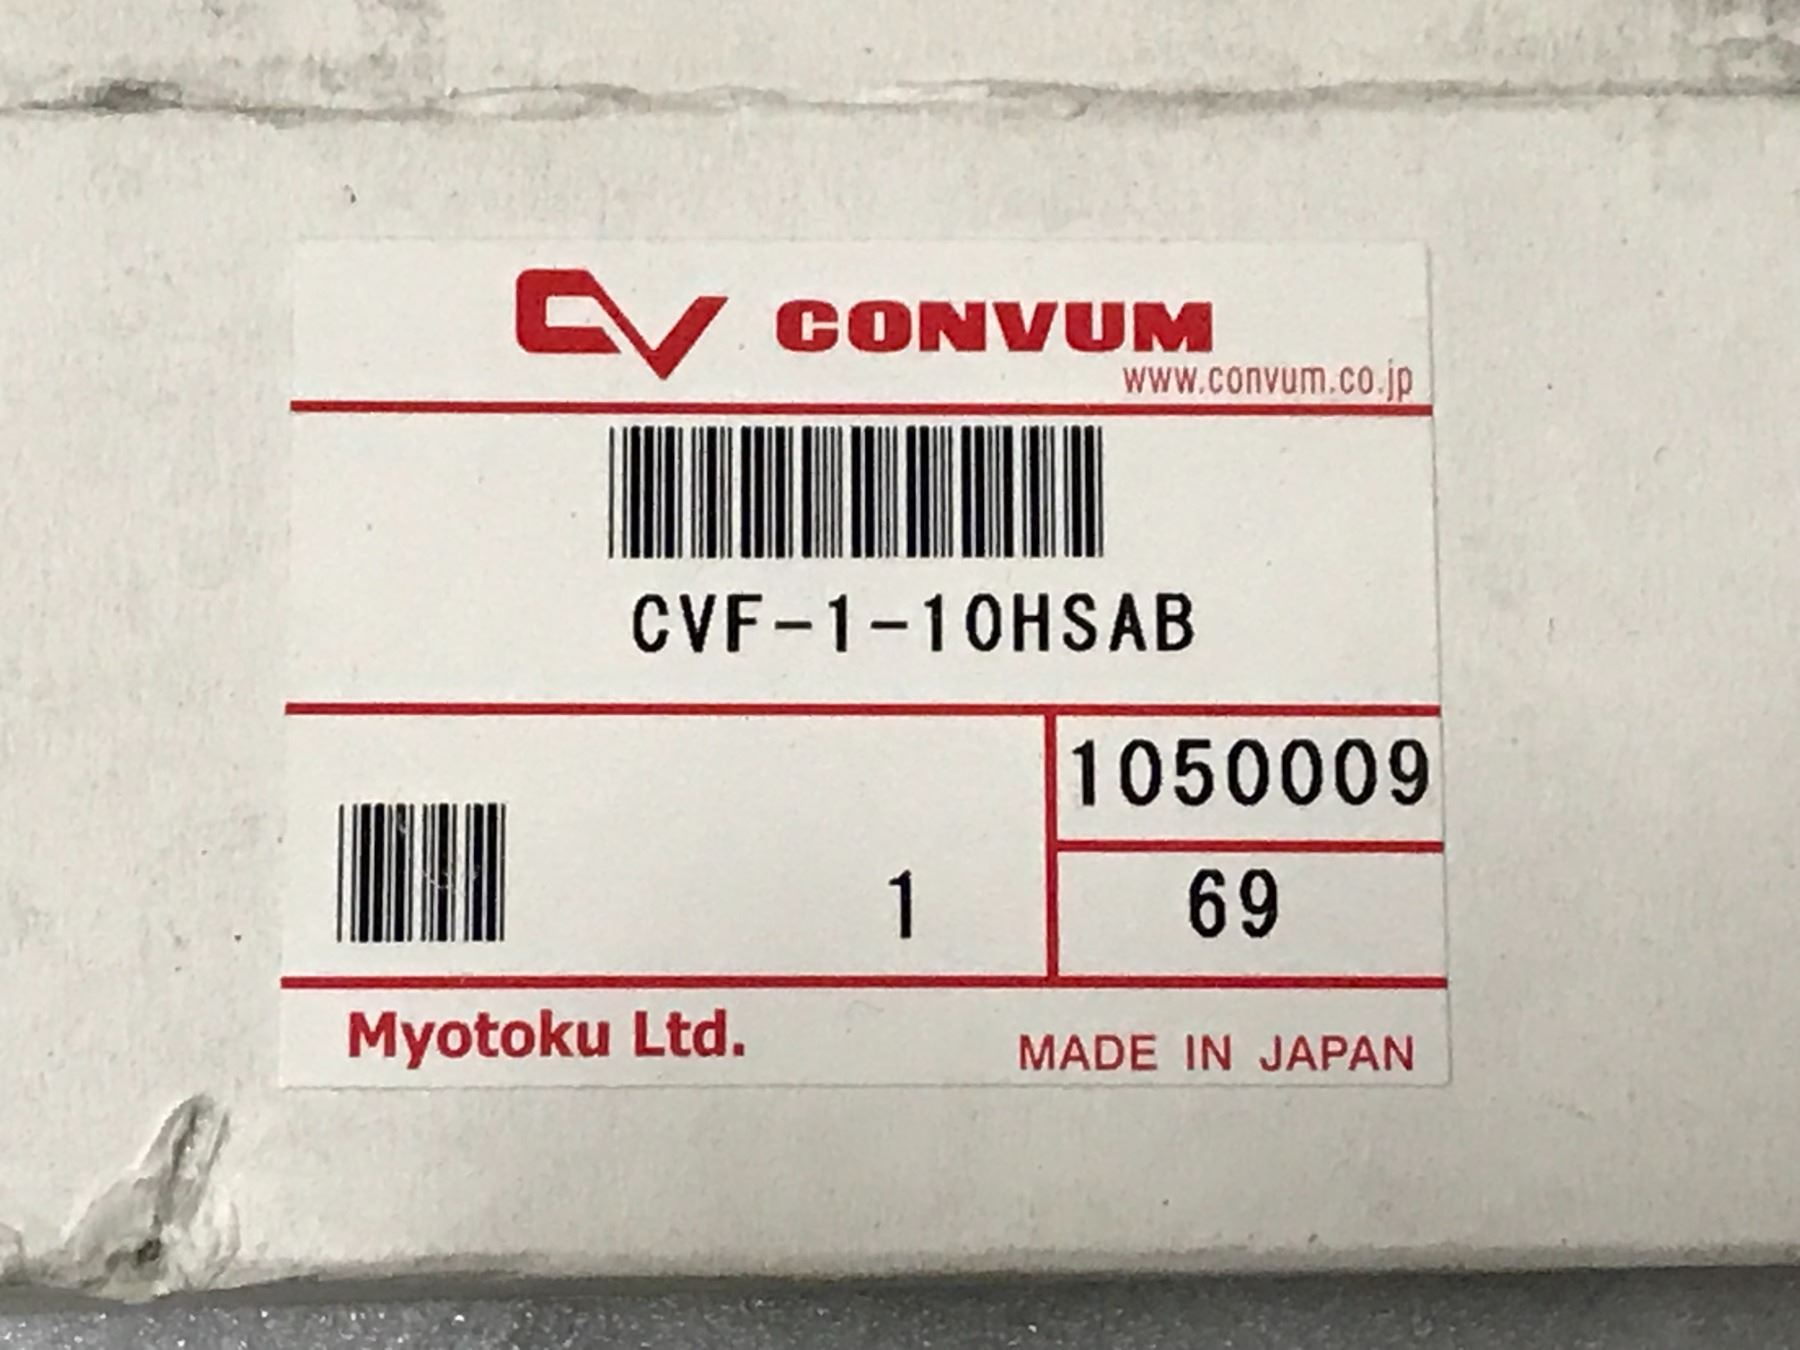 CV CONVUM
www.convum.co.jp
CVF-1-10HSAB
1050009
1
69
Myotoku Ltd.
MADE IN JAPAN